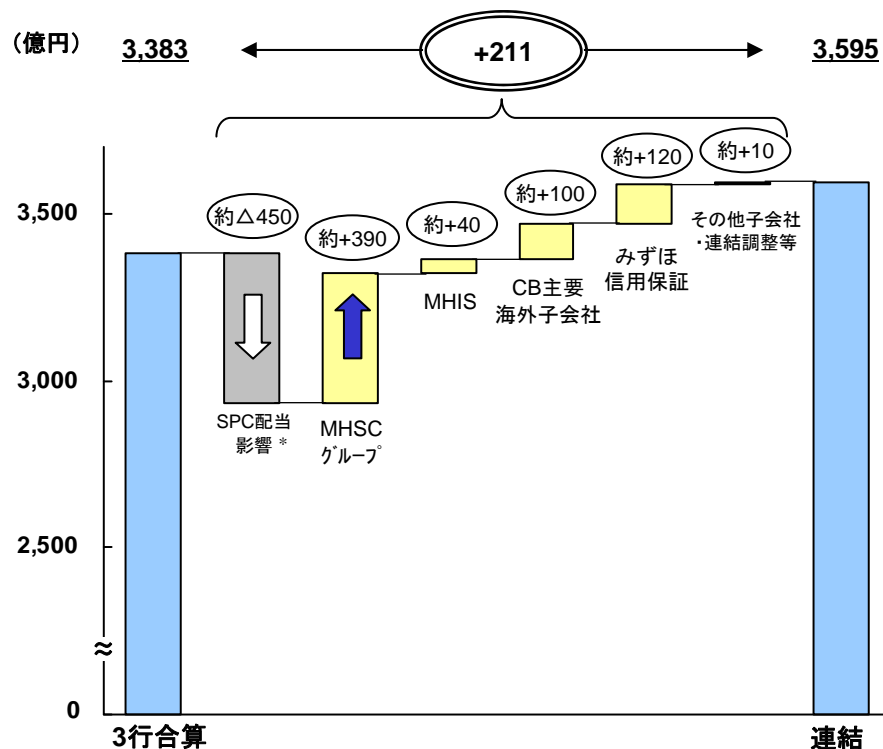 (億円)
3,383
+211
3,595
約△450
約+390
約+40
約+100
約+120
約+10
3,500
3,000
2,500
≈
0
SPC配当
影響 *
MHSC
グループ
MHIS
CB主要
海外子会社
みずほ
信用保証
その他子会社
・連結調整等
3行合算
連結